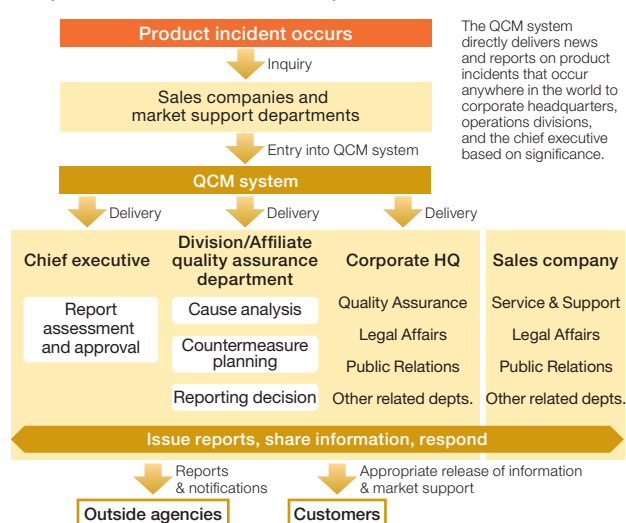 Product incident occurs
Inquiry
Sales companies and
market support departments
Entry into QCM system
QCM system
The QCM system
directly delivers news
and reports on product
incidents that occur
anywhere in the world to
corporate headquarters,
operations divisions,
and the chief executive
based on significance.
Delivery
Delivery
Delivery
Chief executive
Report
assessment
and approval
Division/Affiliate
quality assurance
department
Cause analysis
Countermeasure
planning
Reporting decision
Corporate HQ
Quality Assurance
Legal Affairs
Public Relations
Other related depts.
Sales company
Service & Support
Legal Affairs
Public Relations
Other related depts.
Issue reports, share information, respond
Reports
& notifications
Appropriate release of information
& market support
Outside agencies
Customers